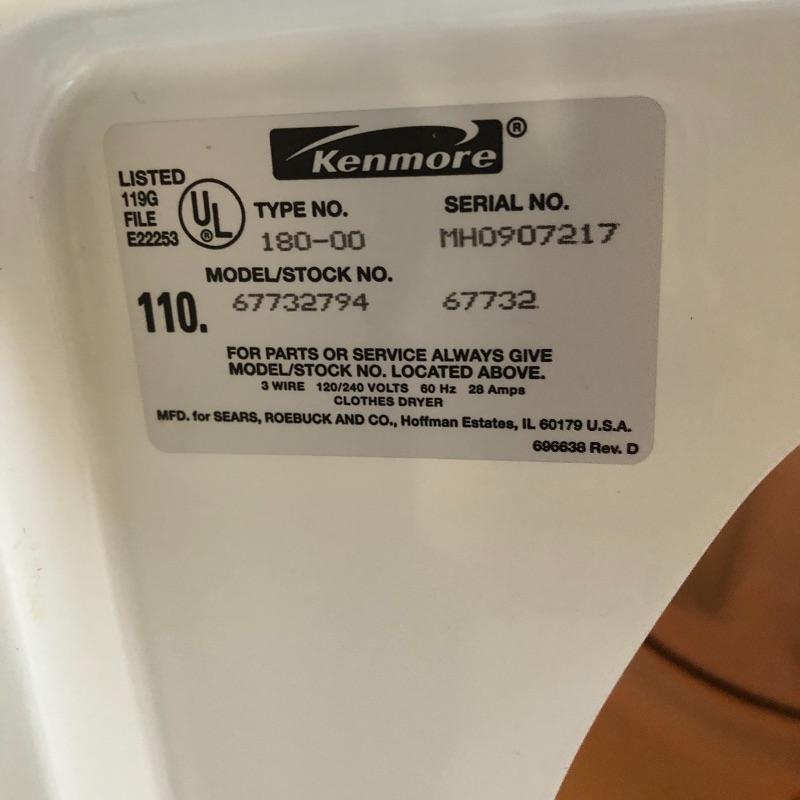 Kenmore®
LISTED
119G
FILE
E22253
UL®
TYPE NO.
180-00
SERIAL NO.
MH0907217
MODEL/STOCK NO.
110. 67732794 67732
FOR PARTS OR SERVICE ALWAYS GIVE
MODEL/STOCK NO. LOCATED ABOVE.
3 WIRE 120/240 VOLTS 60 Hz 28 Amps
CLOTHES DRYER
MFD. for SEARS, ROEBUCK AND CO., Hoffman Estates, IL 60179 U.S.A.
696638 Rev. D